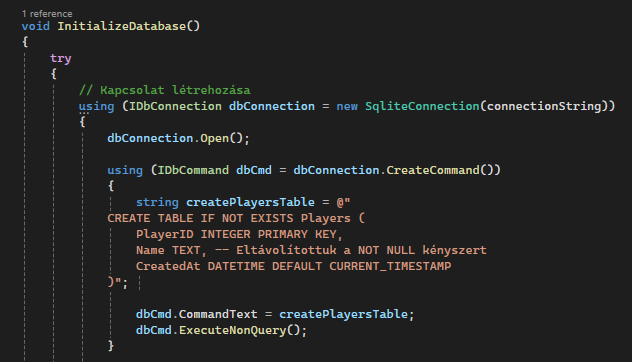 1 reference
void InitializeDatabase()
{
try
{
// Kapcsolat létrehozása
using (IDbConnection dbConnection = new SqliteConnection(connectionString))
{
dbConnection.Open();
using (IDbCommand dbCmd = dbConnection.CreateCommand())
{
string createPlayersTable = @"
CREATE TABLE IF NOT EXISTS Players (
PlayerID INTEGER PRIMARY KEY,
Name TEXT, -- Eltávolítottuk a NOT NULL kényszert
CreatedAt DATETIME DEFAULT CURRENT_TIMESTAMP
)";
dbCmd.CommandText = createPlayersTable;
dbCmd.ExecuteNonQuery();
}